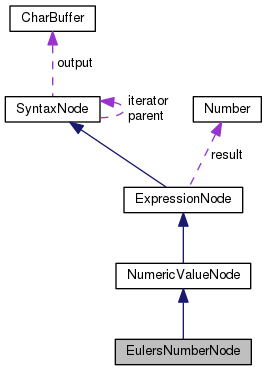 CharBuffer
output
SyntaxNode
iterator
parent
Number
result
ExpressionNode
NumericValueNode
EulersNumberNode